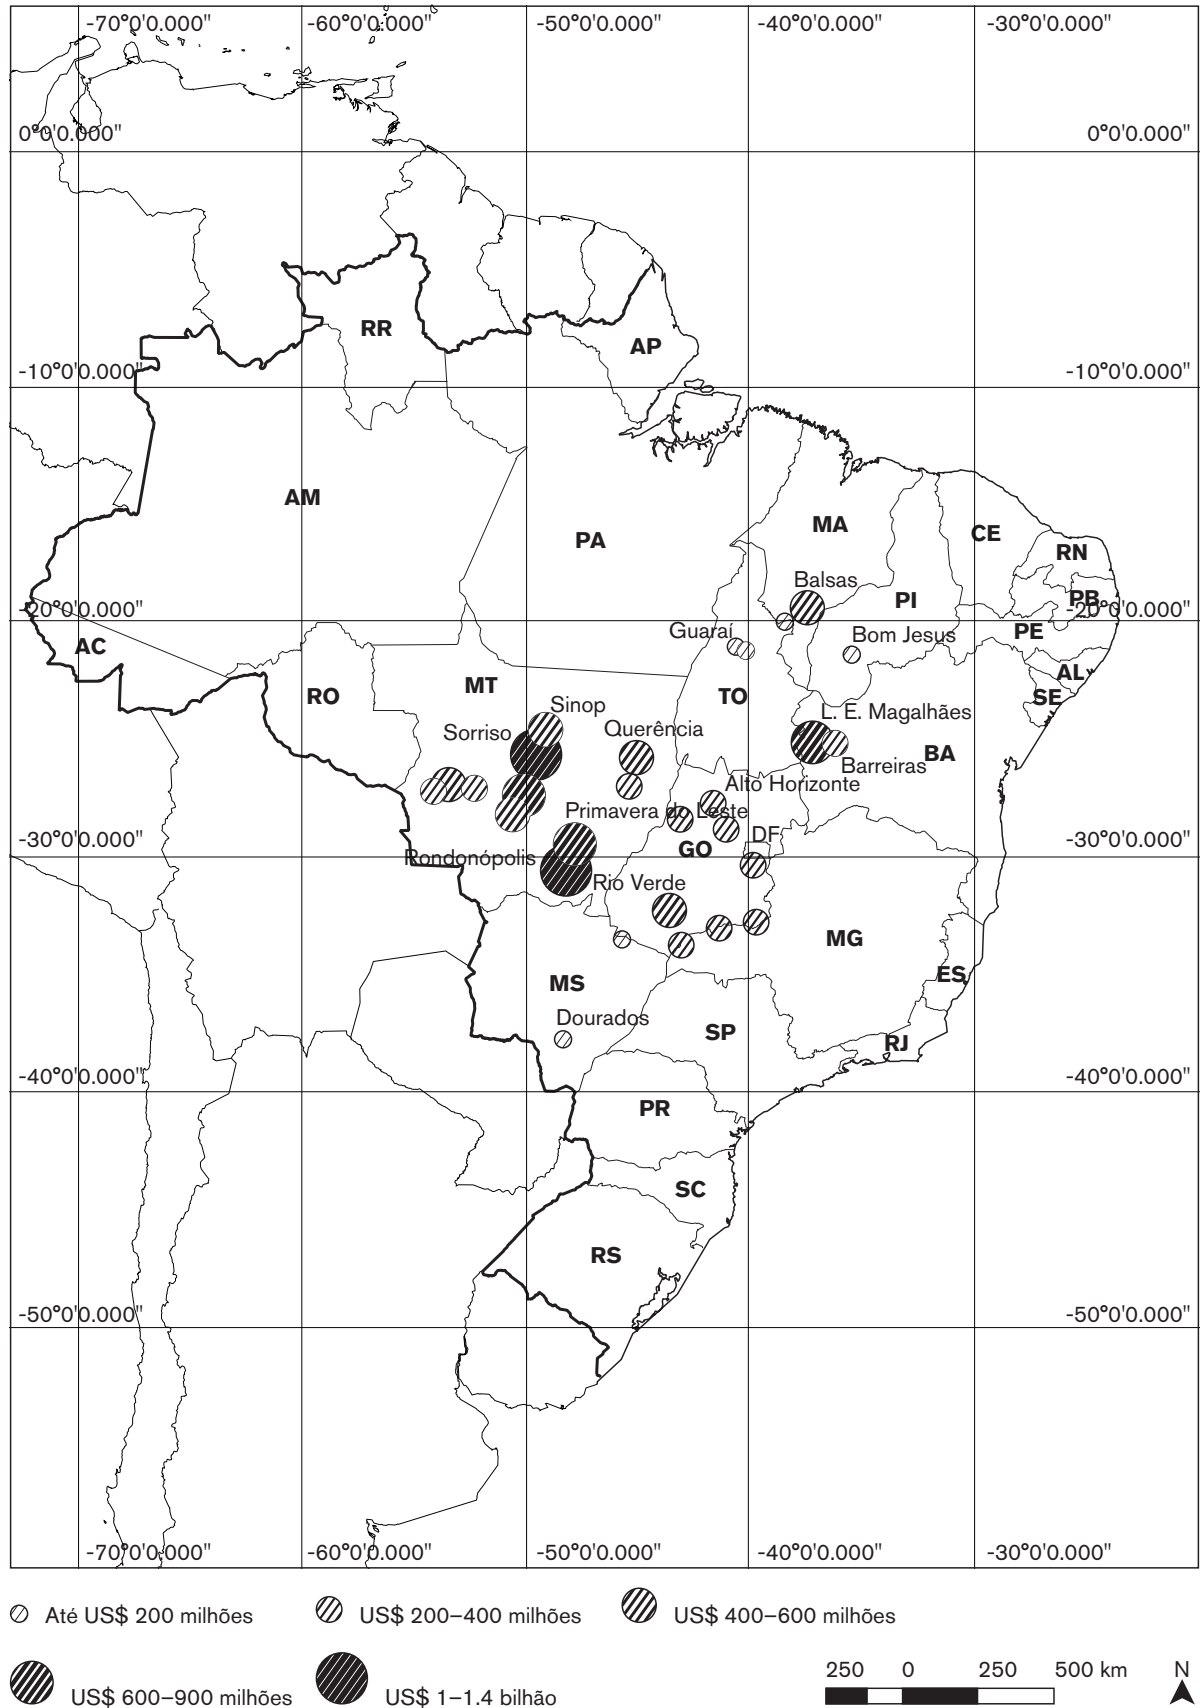 -70°0'0.000" -60°0'0.000" -50°0'0.000" -40°0'0.000" -30°0'0.000"
0°0'0.000" 0°0'0.000"
RR
AP
-10°0'0.000" -10°0'0.000"
AM
MA
CE
PA
RN
Balsas
PB
PI
-20°0'0.000" -20°0'0.000"
Guaraí
PE
Bom Jesus
AC
AL
MT
RO
TO
SE
Sinop
L. E. Magalhães
Sorriso
Querência
BA
Barreiras
Alto Horizonte
Primavera do Leste
-30°0'0.000" DF -30°0'0.000"
GO
Rondonópolis
Rio Verde
MG
ES
MS
Dourados
SP
RJ
-40°0'0.000" -40°0'0.000"
PR
SC
RS
-50°0'0.000" -50°0'0.000"
-70°0'0.000" -60°0'0.000" -50°0'0.000" -40°0'0.000" -30°0'0.000"
Até US$ 200 milhões US$ 200–400 milhões US$ 400–600 milhões
US$ 600–900 milhões US$ 1–1.4 bilhão
250 0 250 500 km N